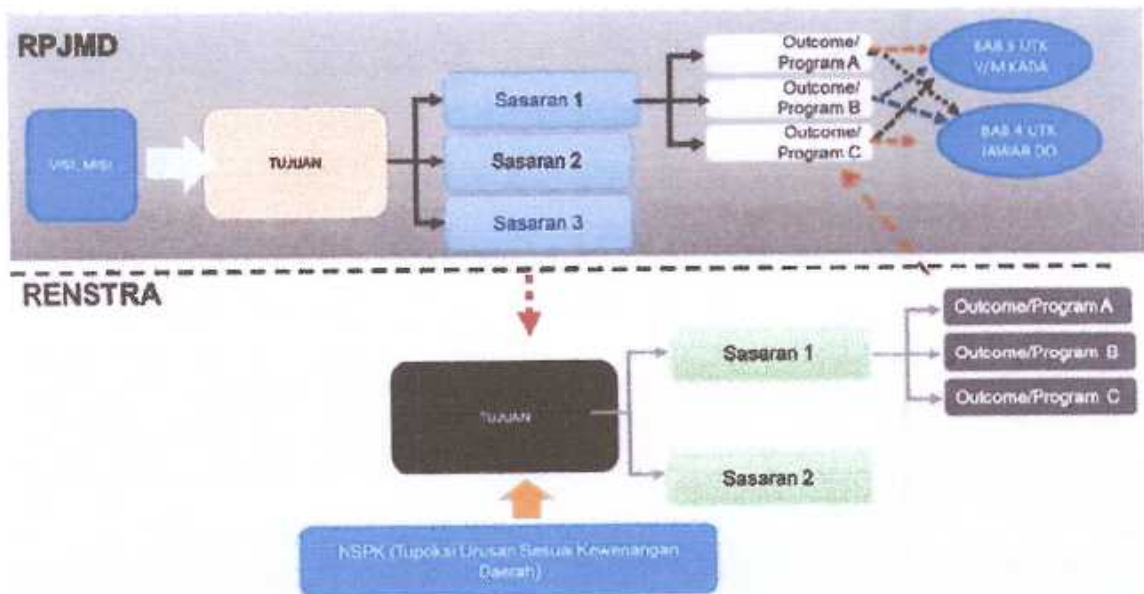 RPJMD
VISI, MISI
TUJUAN
Sasaran 1
Sasaran 2
Sasaran 3
Outcome/
Program A
Outcome/
Program B
Outcome/
Program C
BAB 3 UTK
V/M KADA
BAB 4 UTK
RENSTRA
TUJUAN
Sasaran 1
Sasaran 2
Outcome/Program A
Outcome/Program B
Outcome/Program C
NSPK (Tupoksi Urusan Sesuai Kewenangan
Daerah)